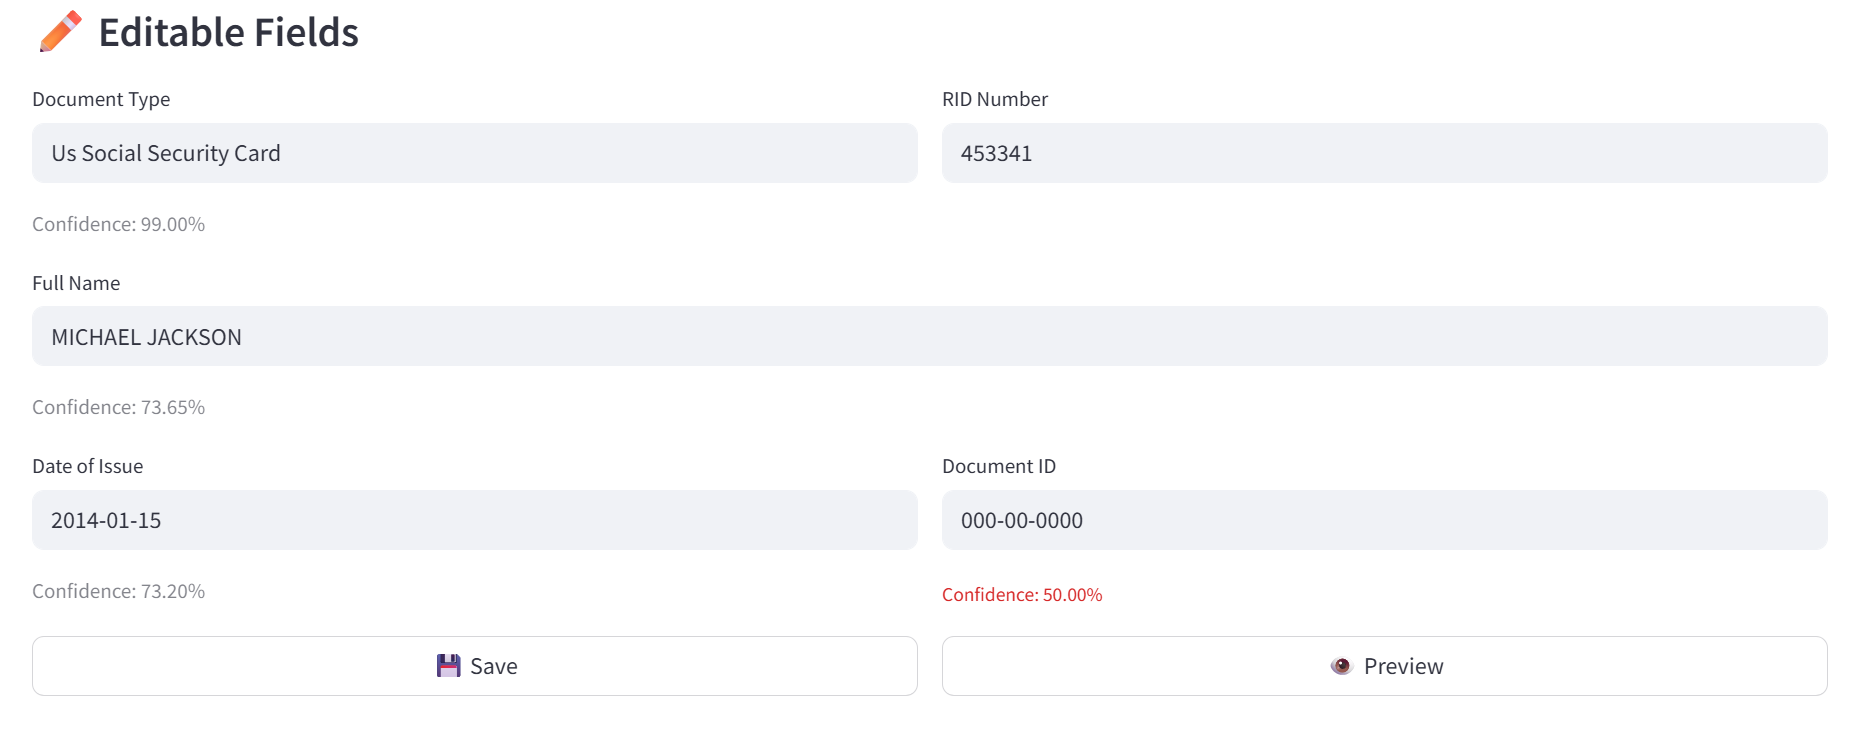 Editable Fields
Document Type
Us Social Security Card
Confidence: 99.00%
RID Number
453341
Full Name
MICHAEL JACKSON
Confidence: 73.65%
Date of Issue
2014-01-15
Confidence: 73.20%
Document ID
000-00-0000
Confidence: 50.00%
Save
Preview